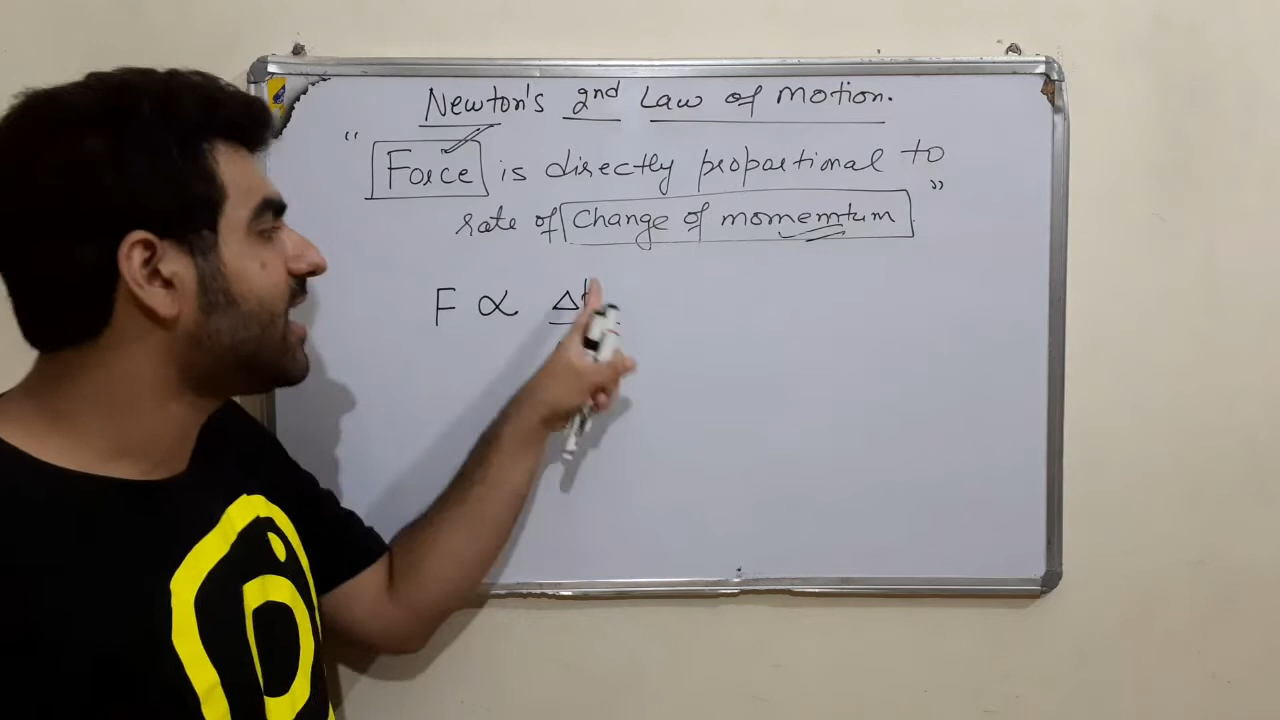 Newton's 2nd Law of motion.
" Force is directly proportional to
rate of change of momemtum. "
F ∝ Δ